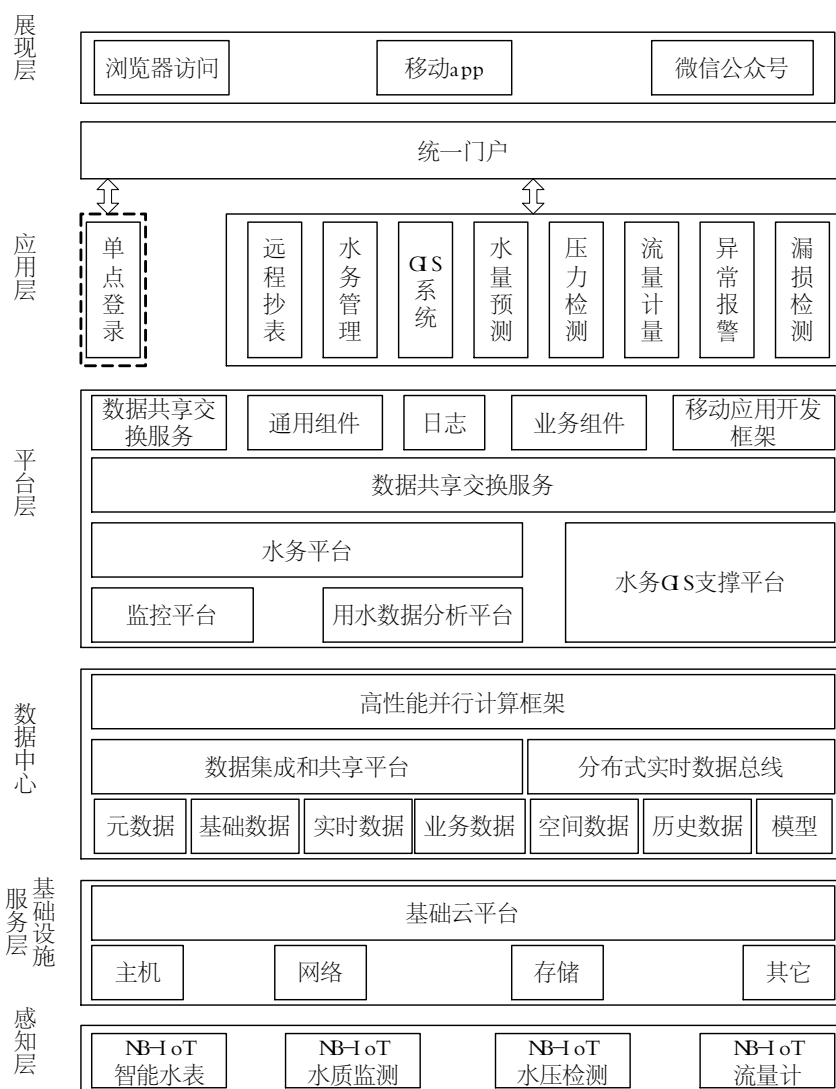 展现层
浏览器访问
移动app
微信公众号
统一门户
应用层
单点登录
远程抄表
水务管理
GIS系统
水量预测
压力检测
流量计量
异常报警
漏损检测
平台层
数据共享交
换服务
通用组件
日志
业务组件
移动应用开发
框架
数据共享交换服务
水务平台
水务GIS支撑平台
监控平台
用水数据分析平台
数据中心
高性能并行计算框架
数据集成和共享平台
分布式实时数据总线
元数据
基础数据
实时数据
业务数据
空间数据
历史数据
模型
基础设施
服务层
基础云平台
主机
网络
存储
其它
感知层
NB-IoT
智能水表
NB-IoT
水质监测
NB-IoT
水压检测
NB-IoT
流量计